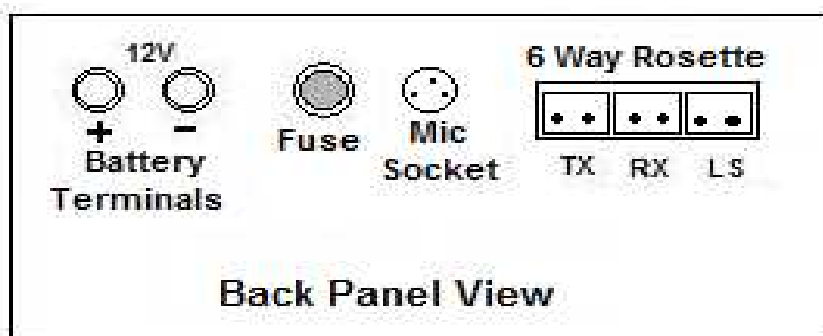 12V
+ -
Battery
Terminals
Fuse
Mic
Socket
6 Way Rosette
TX RX LS
Back Panel View